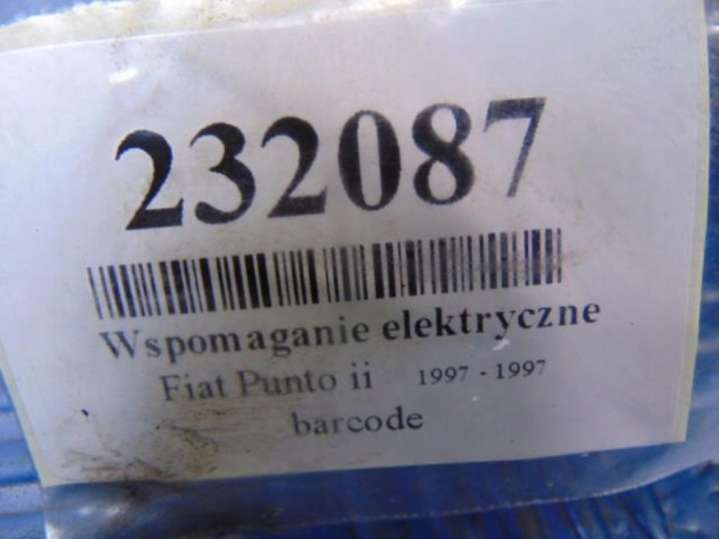 232087
Wspomaganie elektryczne
Fiat Punto ii 1997 - 1997
barcode